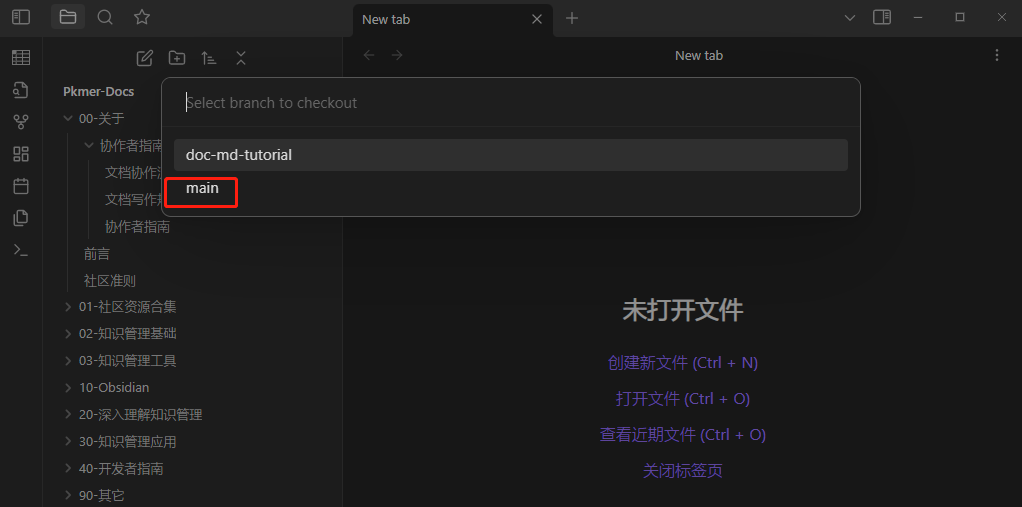 New tab
New tab
Pkmer-Docs
Select branch to checkout
doc-md-tutorial
main
00-关于
协作者指南
文档协作
文档写作
协作者指南
前言
社区准则
01-社区资源合集
02-知识管理基础
03-知识管理工具
10-Obsidian
20-深入理解知识管理
30-知识管理应用
40-开发者指南
90-其它
未打开文件
创建新文件 (Ctrl + N)
打开文件 (Ctrl + O)
查看近期文件 (Ctrl + O)
关闭标签页